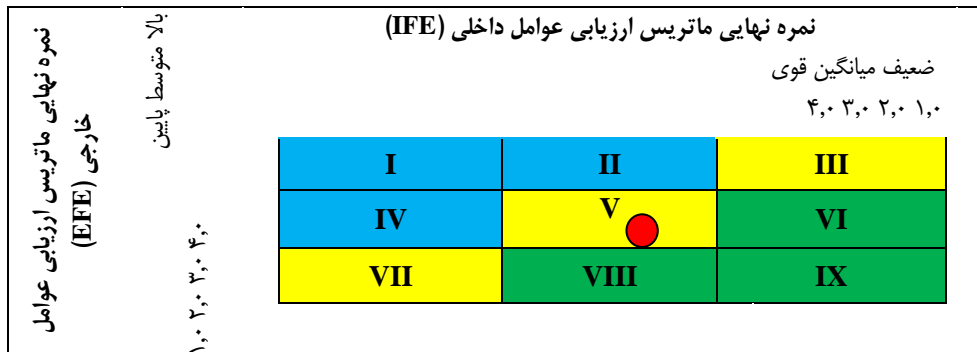 نمره نهایی ماتریس ارزیابی عوامل داخلی (IFE)
ضعیف میانگین قوی
۴,۰ ۳,۰ ۲,۰ ۱,۰
نمره نهایی ماتریس ارزیابی عوامل
خارجی (EFE)
بالا متوسط پایین
۱,۰ ۲,۰ ۳,۰ ۴,۰
I II III
IV V VI
VII VIII IX